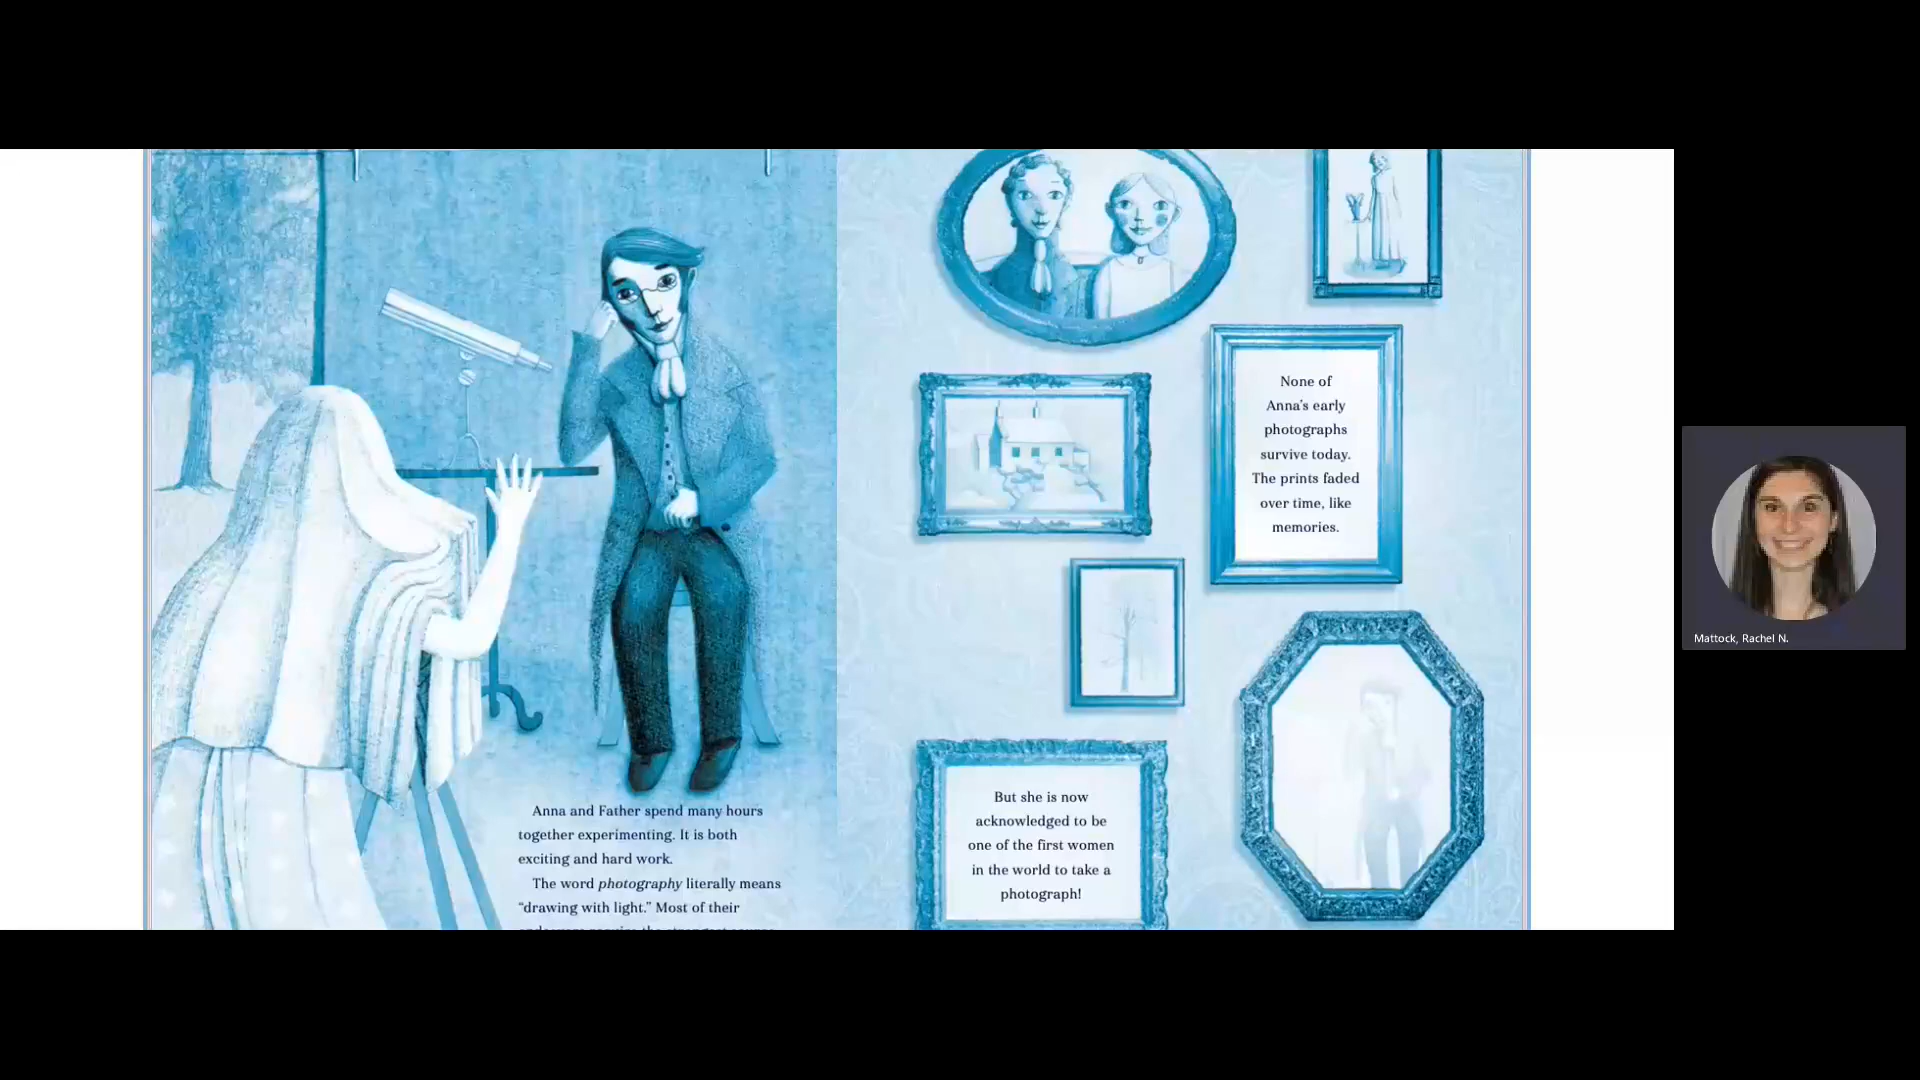 Anna and Father spend many hours
together experimenting. It is both
exciting and hard work.
The word photography literally means
“drawing with light.” Most of their
None of
Anna’s early
photographs
survive today.
The prints faded
over time, like
memories.
But she is now
acknowledged to be
one of the first women
in the world to take a
photograph!
Mattock, Rachel N.